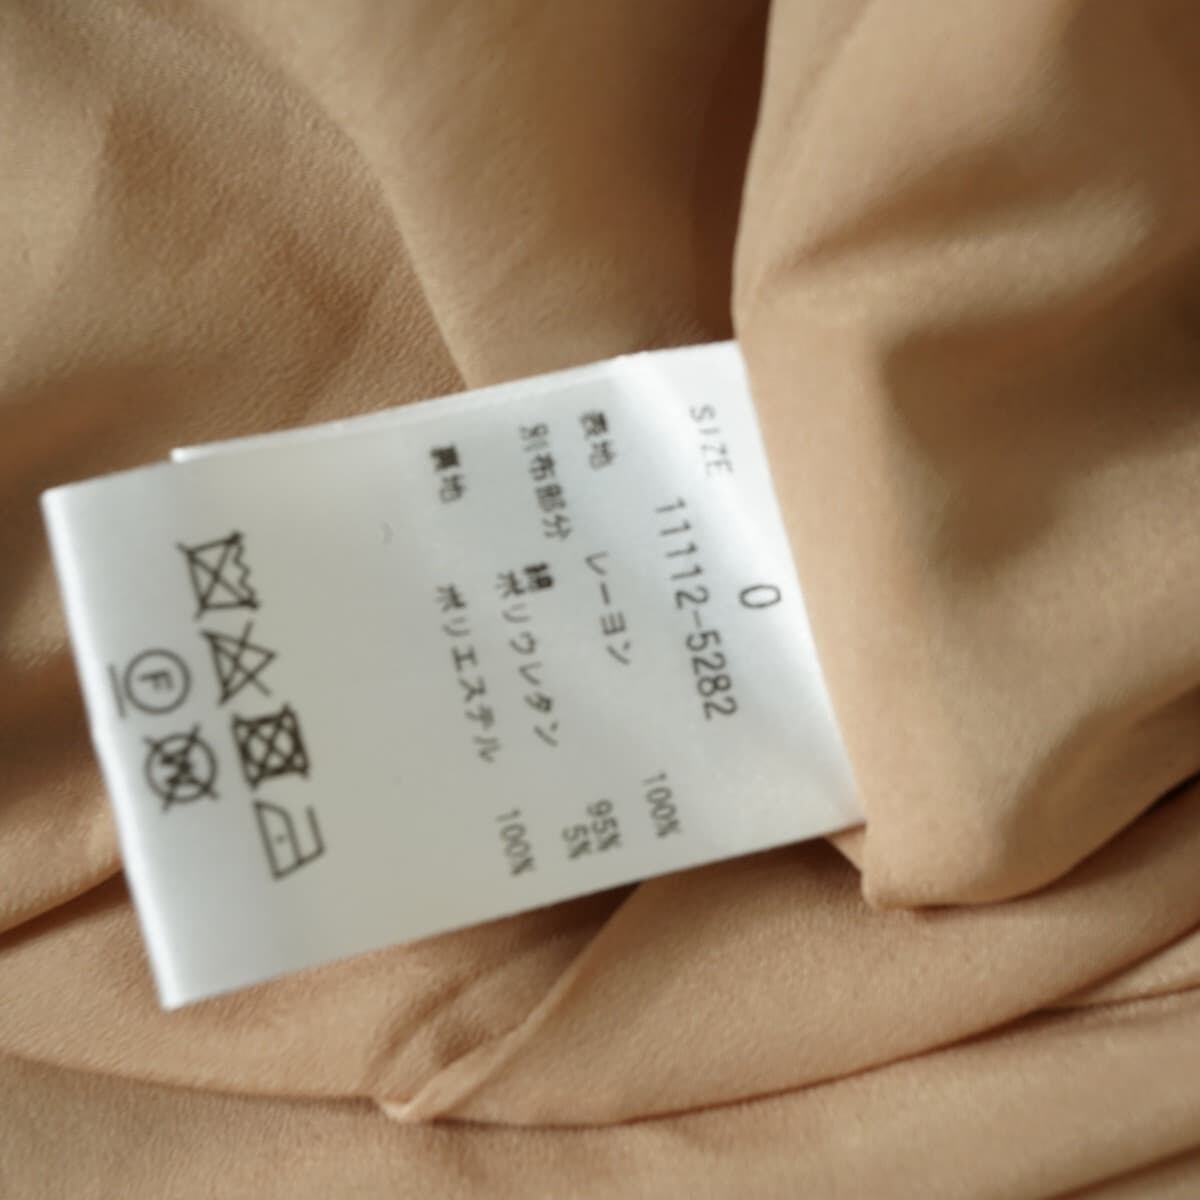 SIZE 0
11112-5282
表地 レーヨン 100%
別布部分 綿 95%
ポリウレタン 5%
裏地 ポリエステル 100%
F
W